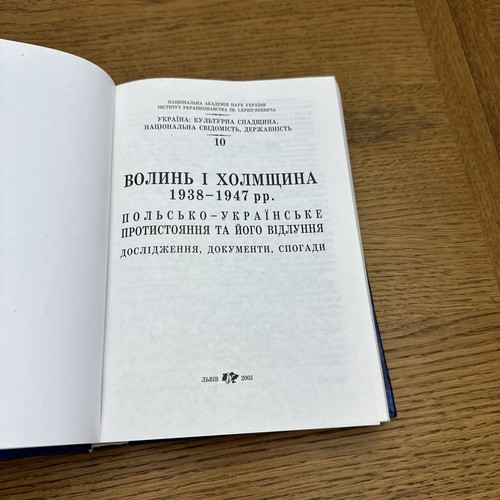 НАЦІОНАЛЬНА АКАДЕМІЯ НАУК УКРАЇНИ
ІНСТИТУТ УКРАЇНОЗНАВСТВА ІМ. І.КРИП'ЯКЕВИЧА
УКРАЇНА: КУЛЬТУРНА СПАДЩИНА,
НАЦІОНАЛЬНА СВІДОМІСТЬ, ДЕРЖАВНІСТЬ
10
ВОЛИНЬ І ХОЛМЩИНА
1938–1947 рр.
ПОЛЬСЬКО-УКРАЇНСЬКЕ
ПРОТИСТОЯННЯ ТА ЙОГО ВІДЛУННЯ
ДОСЛІДЖЕННЯ, ДОКУМЕНТИ, СПОГАДИ
ЛЬВІВ 2003